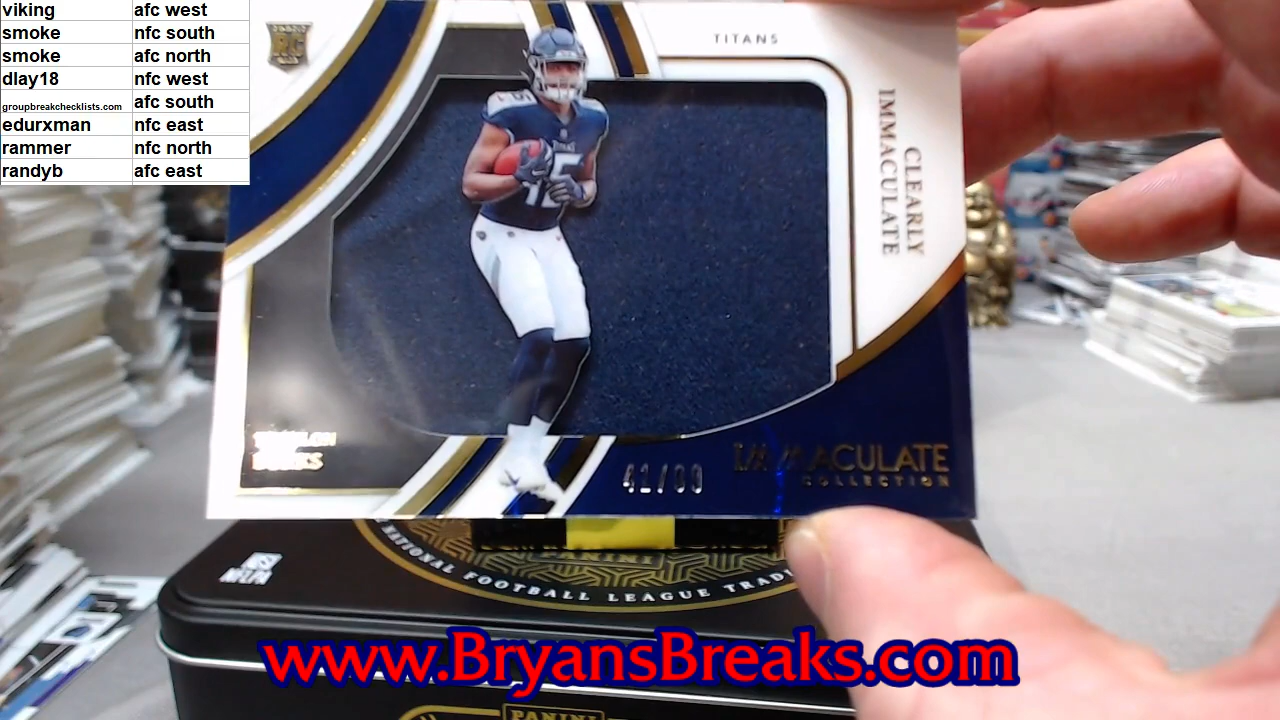 viking afc west
smoke nfc south
smoke afc north
dlay18 nfc west
groupbreakchecklists.com afc south
edurxman nfc east
rammer nfc north
randyb afc east
RC
TITANS
CLEARLY
IMMACULATE
IMMACULATE
COLLECTION
PANINI
NATIONAL FOOTBALL LEAGUE
www.BryansBreaks.com
PANINI